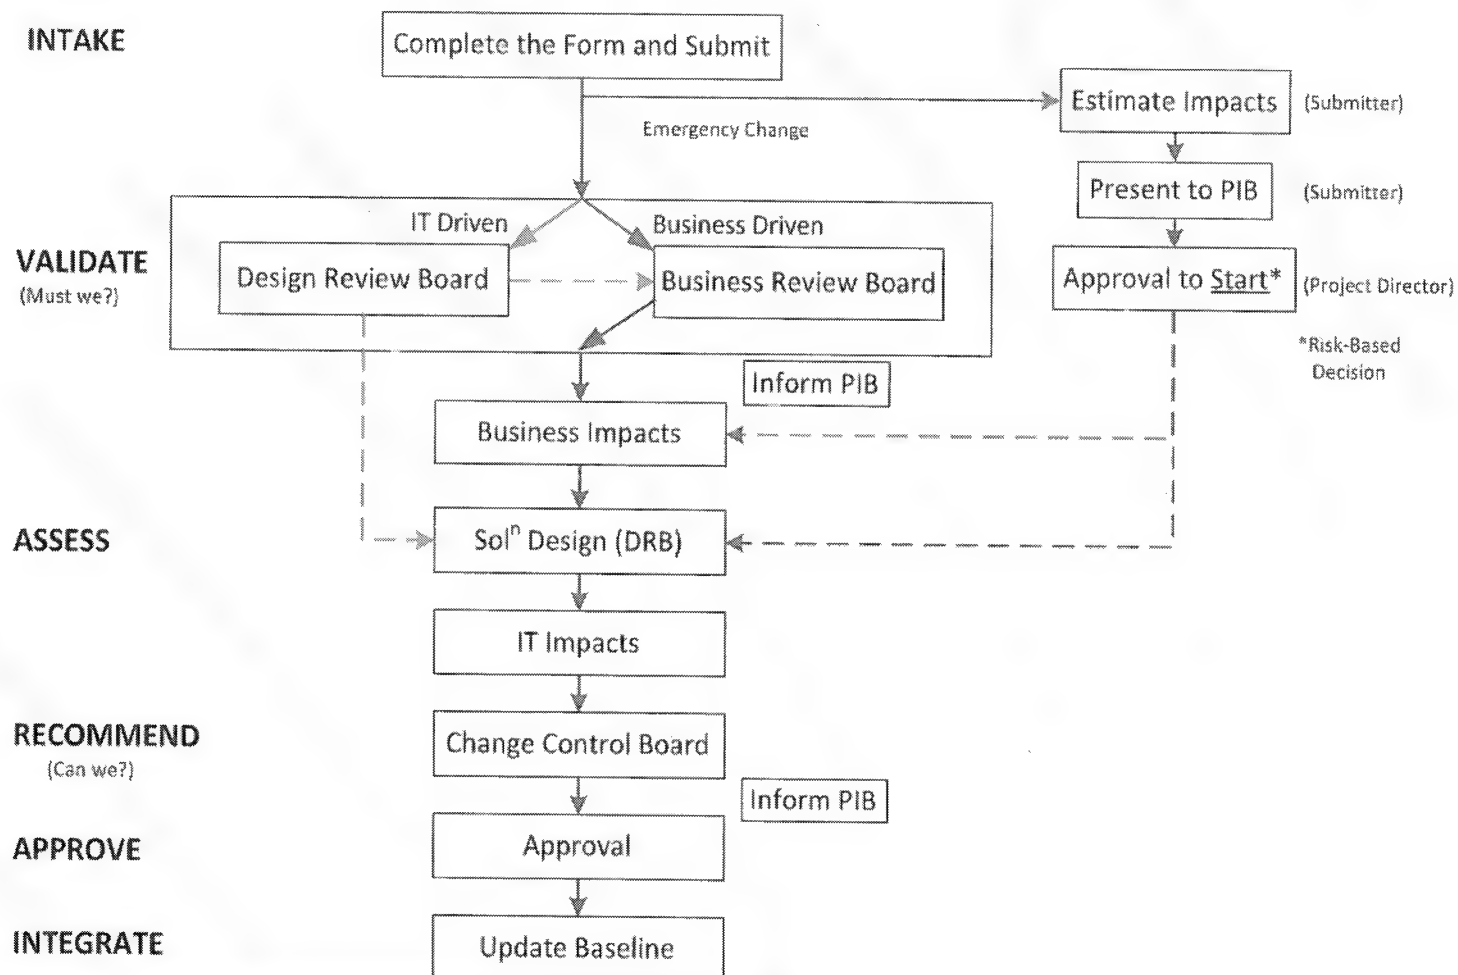 INTAKE
Complete the Form and Submit
Estimate Impacts
(Submitter)
Emergency Change
Present to PIB
(Submitter)
IT Driven
Business Driven
VALIDATE
(Must we?)
Design Review Board
Business Review Board
Approval to Start*
(Project Director)
*Risk-Based
Decision
Inform PIB
Business Impacts
ASSESS
Solⁿ Design (DRB)
IT Impacts
RECOMMEND
(Can we?)
Change Control Board
Inform PIB
APPROVE
Approval
INTEGRATE
Update Baseline